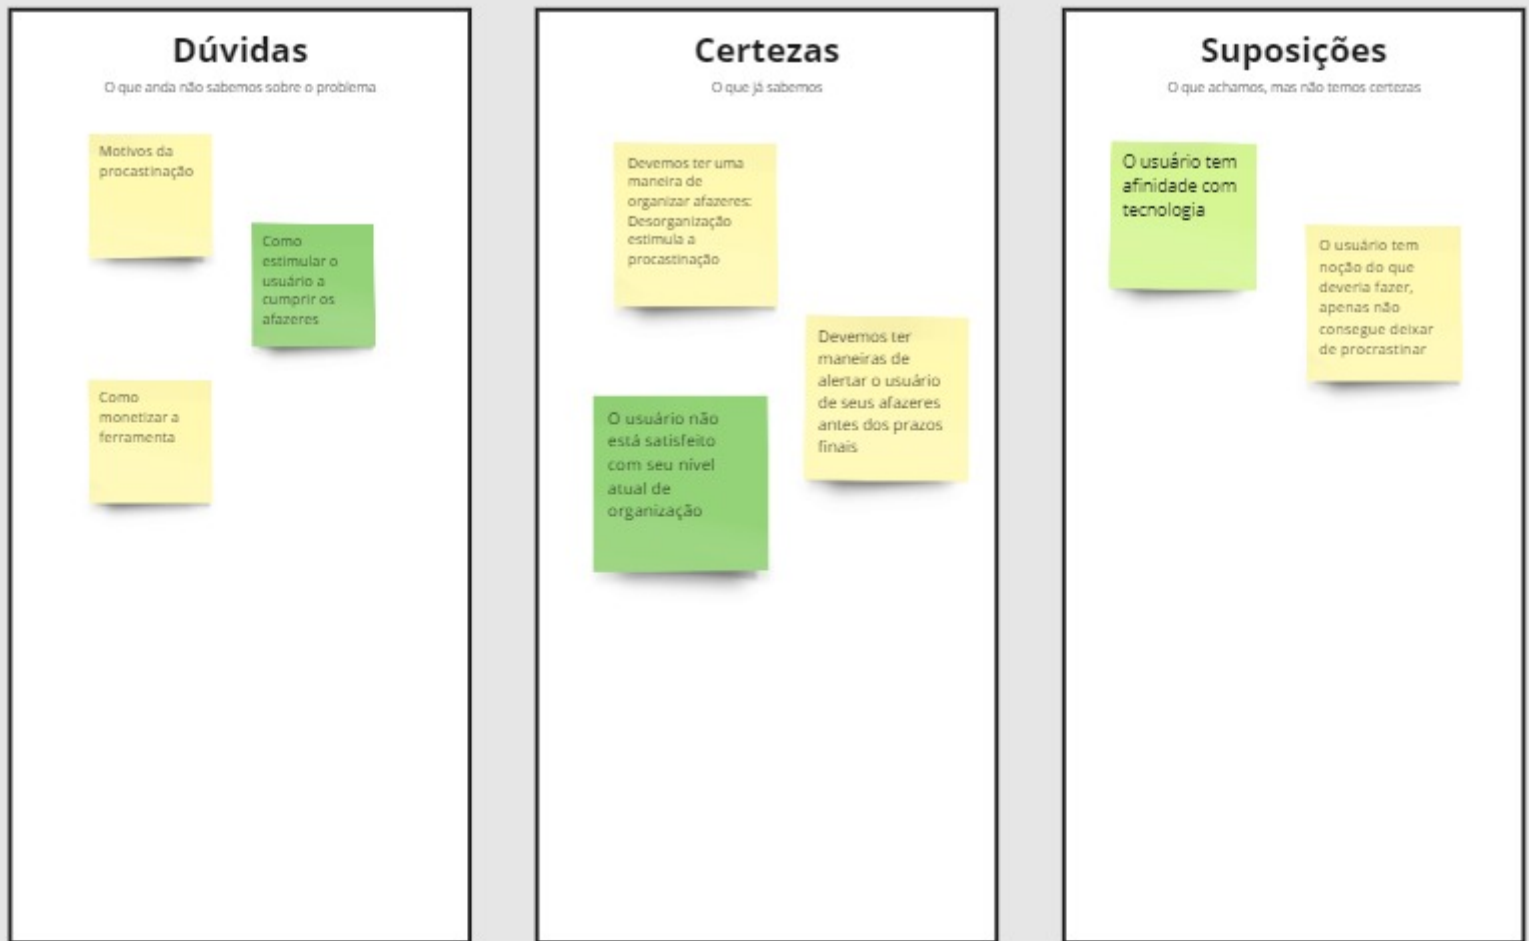 Dúvidas
O que anda não sabemos sobre o problema
Motivos da
procastinação
Como
estimular o
usuário a
cumprir os
afazeres
Como
monetizar a
ferramenta
Certezas
O que já sabemos
Devemos ter uma
maneira de
organizar afazeres:
Desorganização
estimula a
procastinação
Devemos ter
maneiras de
alertar o usuário
de seus afazeres
antes dos prazos
finais
O usuário não
está satisfeito
com seu nível
atual de
organização
Suposições
O que achamos, mas não temos certezas
O usuário tem
afinidade com
tecnologia
O usuário tem
noção do que
deveria fazer,
apenas não
consegue deixar
de procrastinar